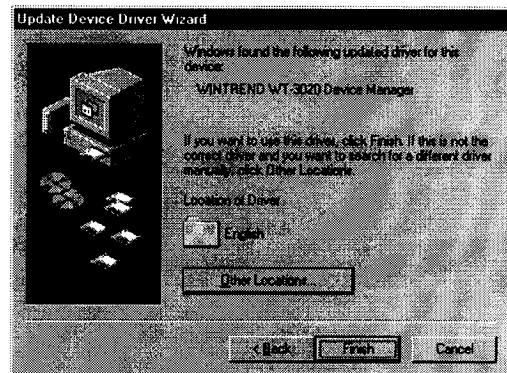 Update Device Driver Wizard
Windows found the following updated driver for this
device:
WINTREND WT-3020 Device Manager
If you want to use this driver, click Finish. If this is not the
correct driver and you want to search for a different driver
manually, click Other Locations.
Location of Driver
English
Other Locations...
< Back
Finish
Cancel